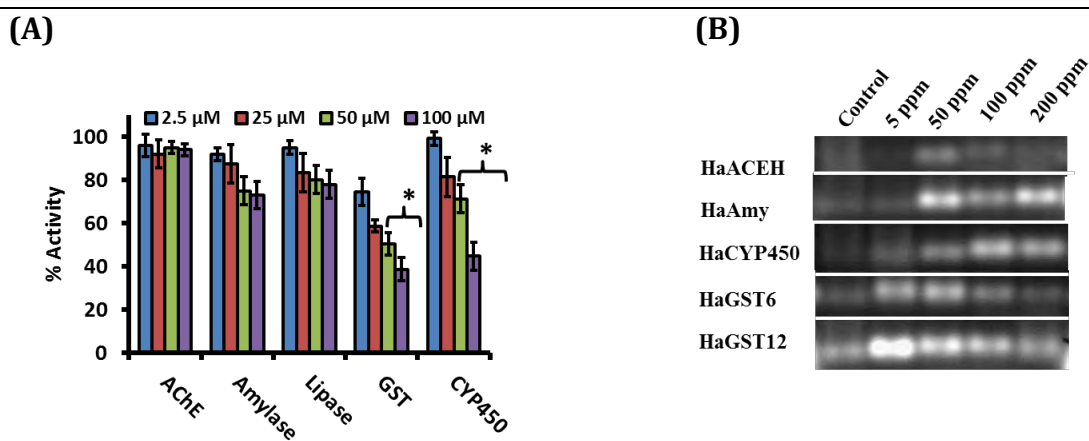 (A)
2.5 µM 25 µM 50 µM 100 µM
100
80
60
40
20
0
% Activity
*
*
AChE
Amylase
Lipase
GST
CYP450
(B)
Control
5 ppm
50 ppm
100 ppm
200 ppm
HaACEH
HaAmy
HaCYP450
HaGST6
HaGST12